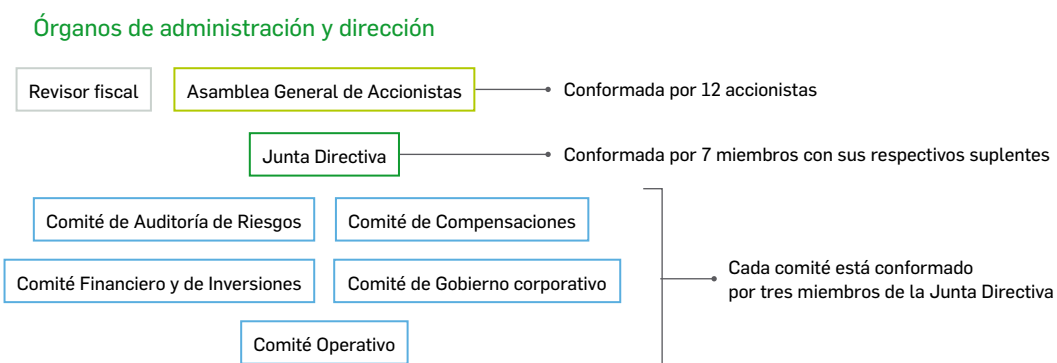 Órganos de administración y dirección
Revisor fiscal
Asamblea General de Accionistas
Conformada por 12 accionistas
Junta Directiva
Conformada por 7 miembros con sus respectivos suplentes
Comité de Auditoría de Riesgos
Comité de Compensaciones
Comité Financiero y de Inversiones
Comité de Gobierno corporativo
Cada comité está conformado
por tres miembros de la Junta Directiva
Comité Operativo